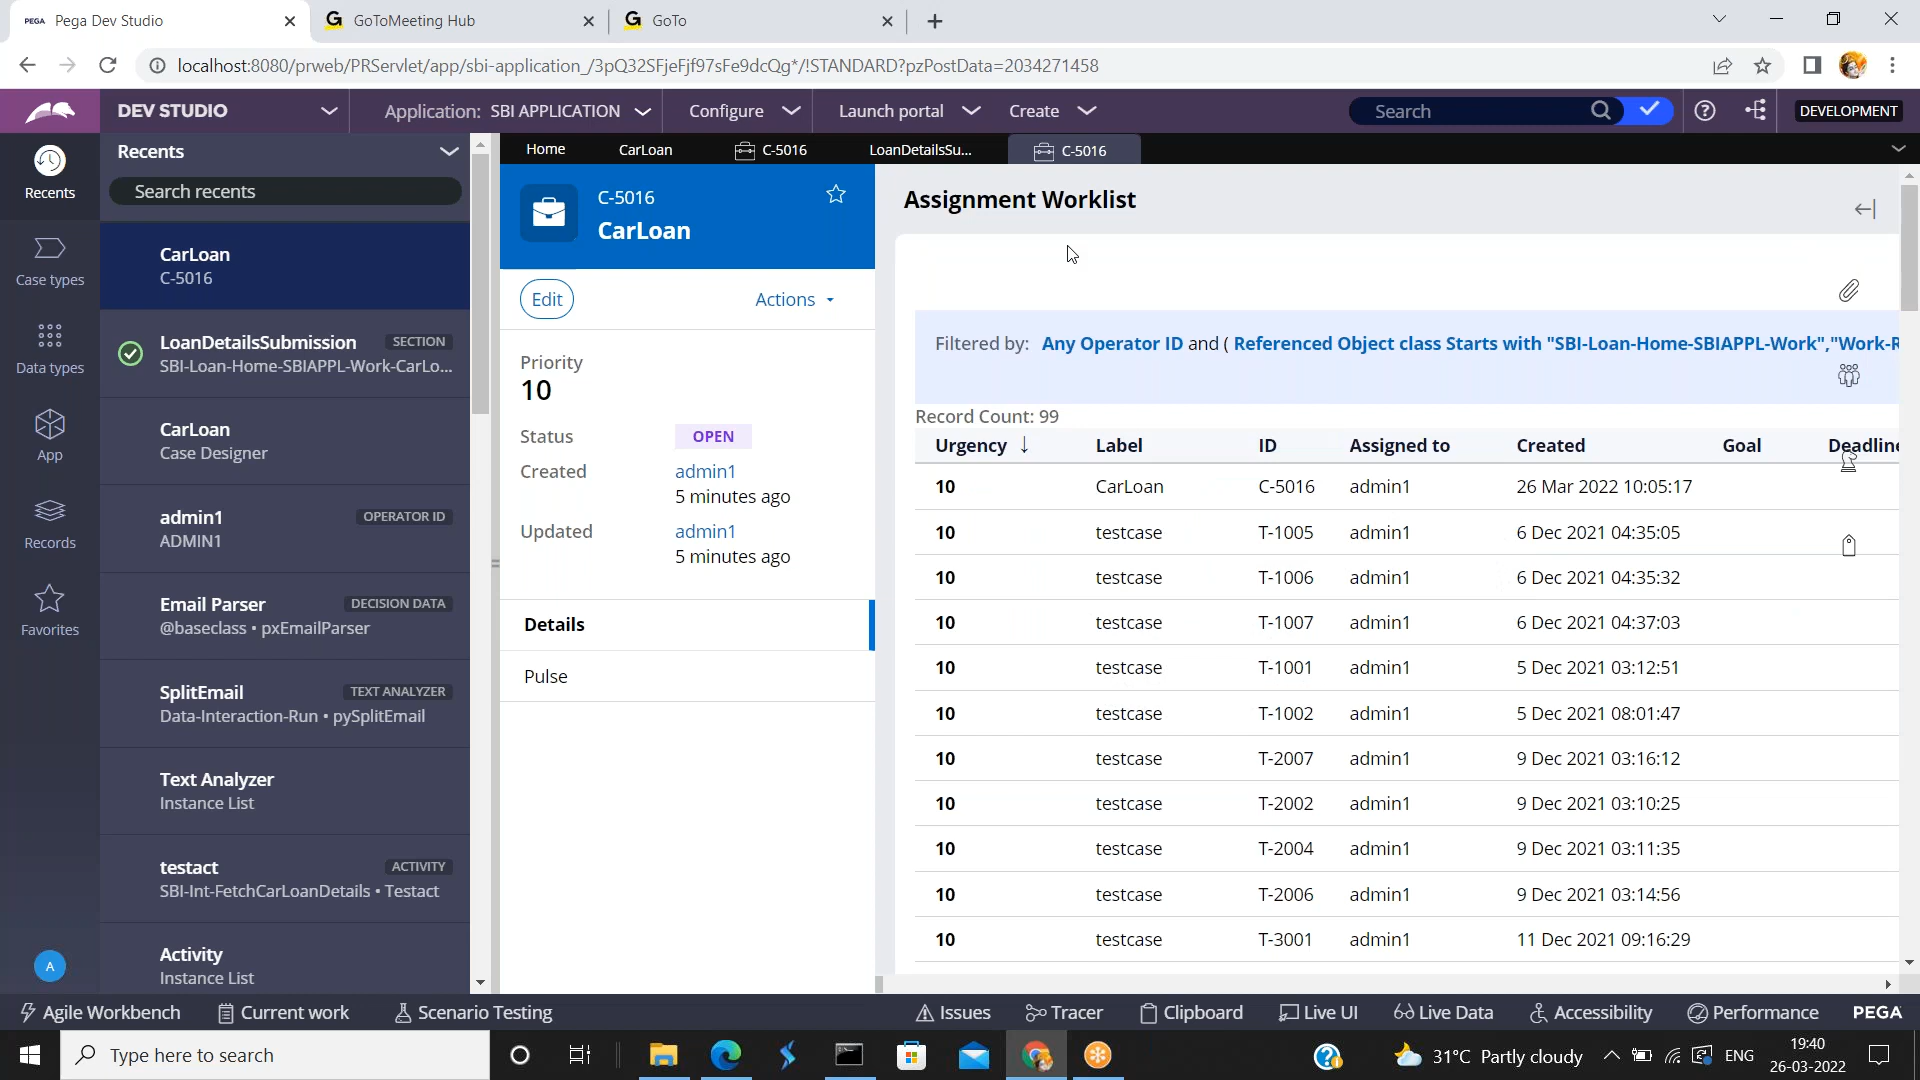 PEGA Pega Dev Studio
GoToMeeting Hub
GoTo
localhost:8080/prweb/PRServlet/app/sbi-application_/3pQ32SFjeFjf97sFe9dcQg*/!STANDARD?pzPostData=2034271458
DEV STUDIO
Application: SBI APPLICATION
Configure
Launch portal
Create
Search
DEVELOPMENT
Recents
Case types
Data types
App
Records
Favorites
A
Recents
Search recents
CarLoan
C-5016
LoanDetailsSubmission SECTION
SBI-Loan-Home-SBIAPPL-Work-CarLo...
CarLoan
Case Designer
admin1 OPERATOR ID
ADMIN1
Email Parser DECISION DATA
@baseclass • pxEmailParser
SplitEmail TEXT ANALYZER
Data-Interaction-Run • pySplitEmail
Text Analyzer
Instance List
testact ACTIVITY
SBI-Int-FetchCarLoanDetails • Testact
Activity
Instance List
Home CarLoan C-5016 LoanDetailsSu... C-5016
C-5016
CarLoan
Edit Actions
Priority
10
Status OPEN
Created admin1
5 minutes ago
Updated admin1
5 minutes ago
Details
Pulse
Assignment Worklist
Filtered by: Any Operator ID and ( Referenced Object class Starts with "SBI-Loan-Home-SBIAPPL-Work","Work-R
Record Count: 99
Urgency Label ID Assigned to Created Goal Deadline
10 CarLoan C-5016 admin1 26 Mar 2022 10:05:17
10 testcase T-1005 admin1 6 Dec 2021 04:35:05
10 testcase T-1006 admin1 6 Dec 2021 04:35:32
10 testcase T-1007 admin1 6 Dec 2021 04:37:03
10 testcase T-1001 admin1 5 Dec 2021 03:12:51
10 testcase T-1002 admin1 5 Dec 2021 08:01:47
10 testcase T-2007 admin1 9 Dec 2021 03:16:12
10 testcase T-2002 admin1 9 Dec 2021 03:10:25
10 testcase T-2004 admin1 9 Dec 2021 03:11:35
10 testcase T-2006 admin1 9 Dec 2021 03:14:56
10 testcase T-3001 admin1 11 Dec 2021 09:16:29
Agile Workbench Current work Scenario Testing Issues Tracer Clipboard Live UI Live Data Accessibility Performance PEGA
Type here to search
31°C Partly cloudy
ENG
19:40
26-03-2022